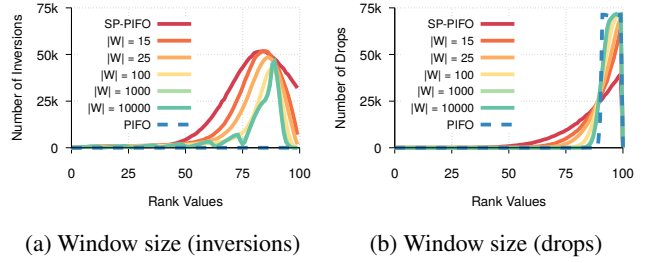 75k
50k
25k
0
Number of Inversions
SP-PIFO
|W| = 15
|W| = 25
|W| = 100
|W| = 1000
|W| = 10000
PIFO
0 25 50 75 100
Rank Values
(a) Window size (inversions)
75k
50k
25k
0
Number of Drops
SP-PIFO
|W| = 15
|W| = 25
|W| = 100
|W| = 1000
|W| = 10000
PIFO
0 25 50 75 100
Rank Values
(b) Window size (drops)